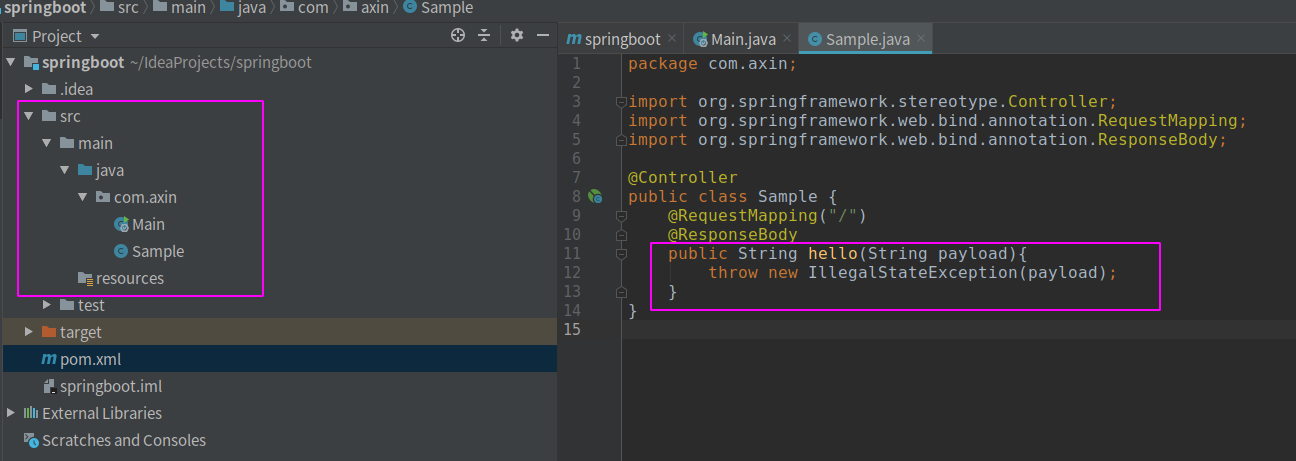 springboot src main java com axin Sample
Project
springboot ~/IdeaProjects/springboot
.idea
src
main
java
com.axin
Main
Sample
resources
test
target
pom.xml
springboot.iml
External Libraries
Scratches and Consoles
springboot Main.java Sample.java
1 package com.axin;
2
3 import org.springframework.stereotype.Controller;
4 import org.springframework.web.bind.annotation.RequestMapping;
5 import org.springframework.web.bind.annotation.ResponseBody;
6
7 @Controller
8 public class Sample {
9 @RequestMapping("/")
10 @ResponseBody
11 public String hello(String payload){
12 throw new IllegalStateException(payload);
13 }
14 }
15